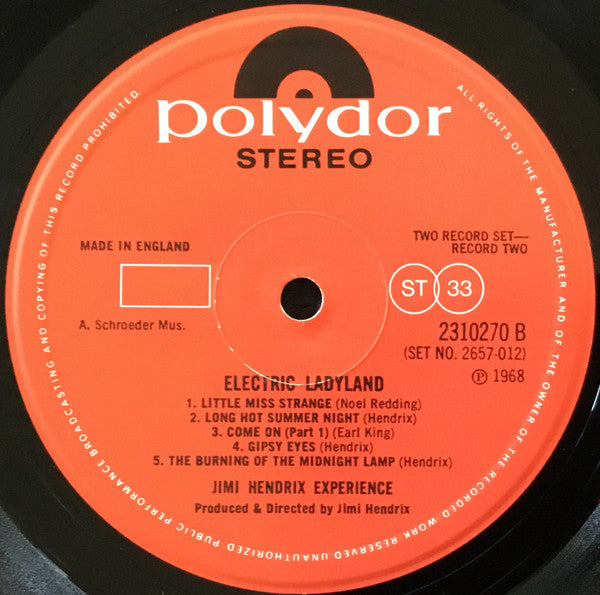 polydor
STEREO
MADE IN ENGLAND
TWO RECORD SET—
RECORD TWO
ST 33
A. Schroeder Mus.
2310270 B
(SET NO. 2657-012)
Ⓟ 1968
ELECTRIC LADYLAND
1. LITTLE MISS STRANGE (Noel Redding)
2. LONG HOT SUMMER NIGHT (Hendrix)
3. COME ON (Part 1) (Earl King)
4. GIPSY EYES (Hendrix)
5. THE BURNING OF THE MIDNIGHT LAMP (Hendrix)
JIMI HENDRIX EXPERIENCE
Produced & Directed by Jimi Hendrix
ALL RIGHTS OF THE MANUFACTURER AND OF THE OWNER OF THE RECORDED WORK RESERVED UNAUTHORIZED PUBLIC PERFORMANCE BROADCASTING AND COPYING OF THIS RECORD PROHIBITED.